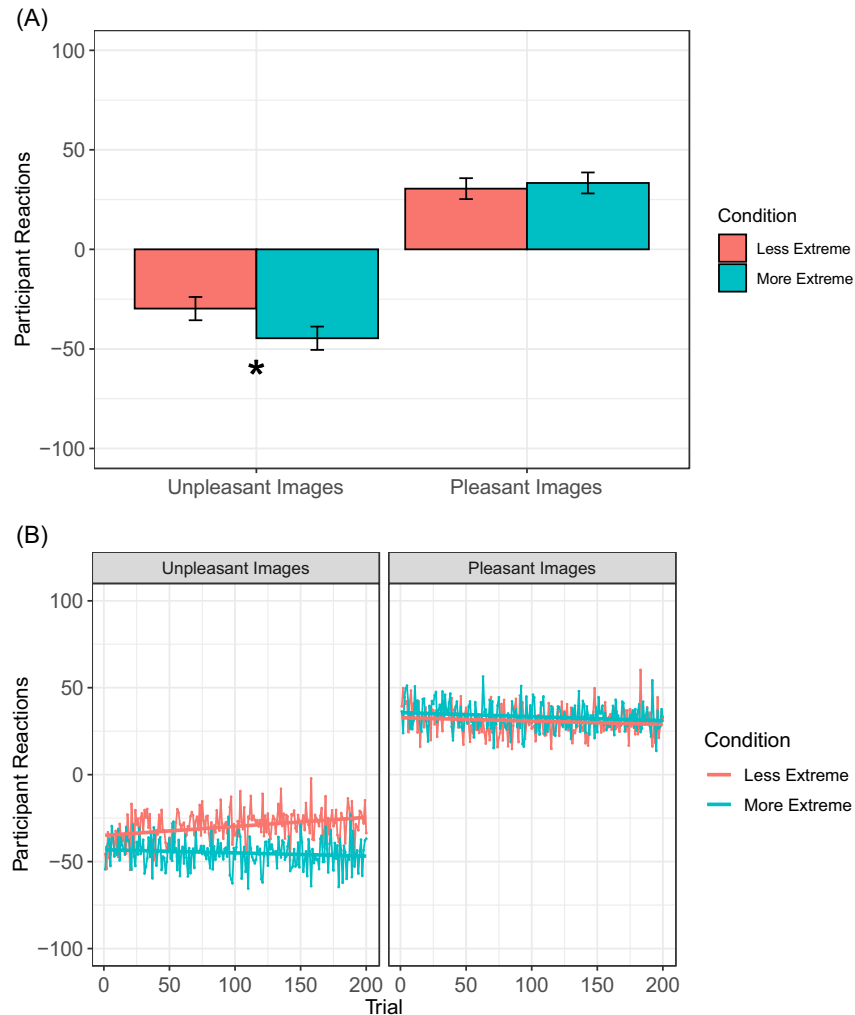 (A)
Participant Reactions
100
50
0
−50
−100
*
Unpleasant Images
Pleasant Images
Condition
Less Extreme
More Extreme
(B)
Unpleasant Images
Pleasant Images
Participant Reactions
100
50
0
−50
−100
0 50 100 150 200
0 50 100 150 200
Trial
Condition
Less Extreme
More Extreme